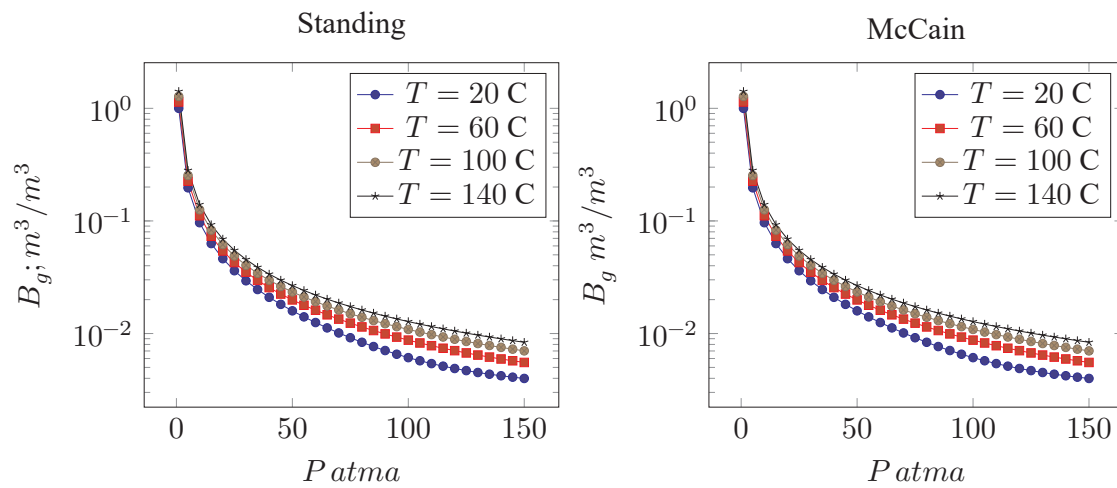 Standing
10^0
10^{-1}
10^{-2}
B_g; m^3/m^3
T = 20 C
T = 60 C
T = 100 C
T = 140 C
0 50 100 150
P atma
McCain
10^0
10^{-1}
10^{-2}
B_g m^3/m^3
T = 20 C
T = 60 C
T = 100 C
T = 140 C
0 50 100 150
P atma